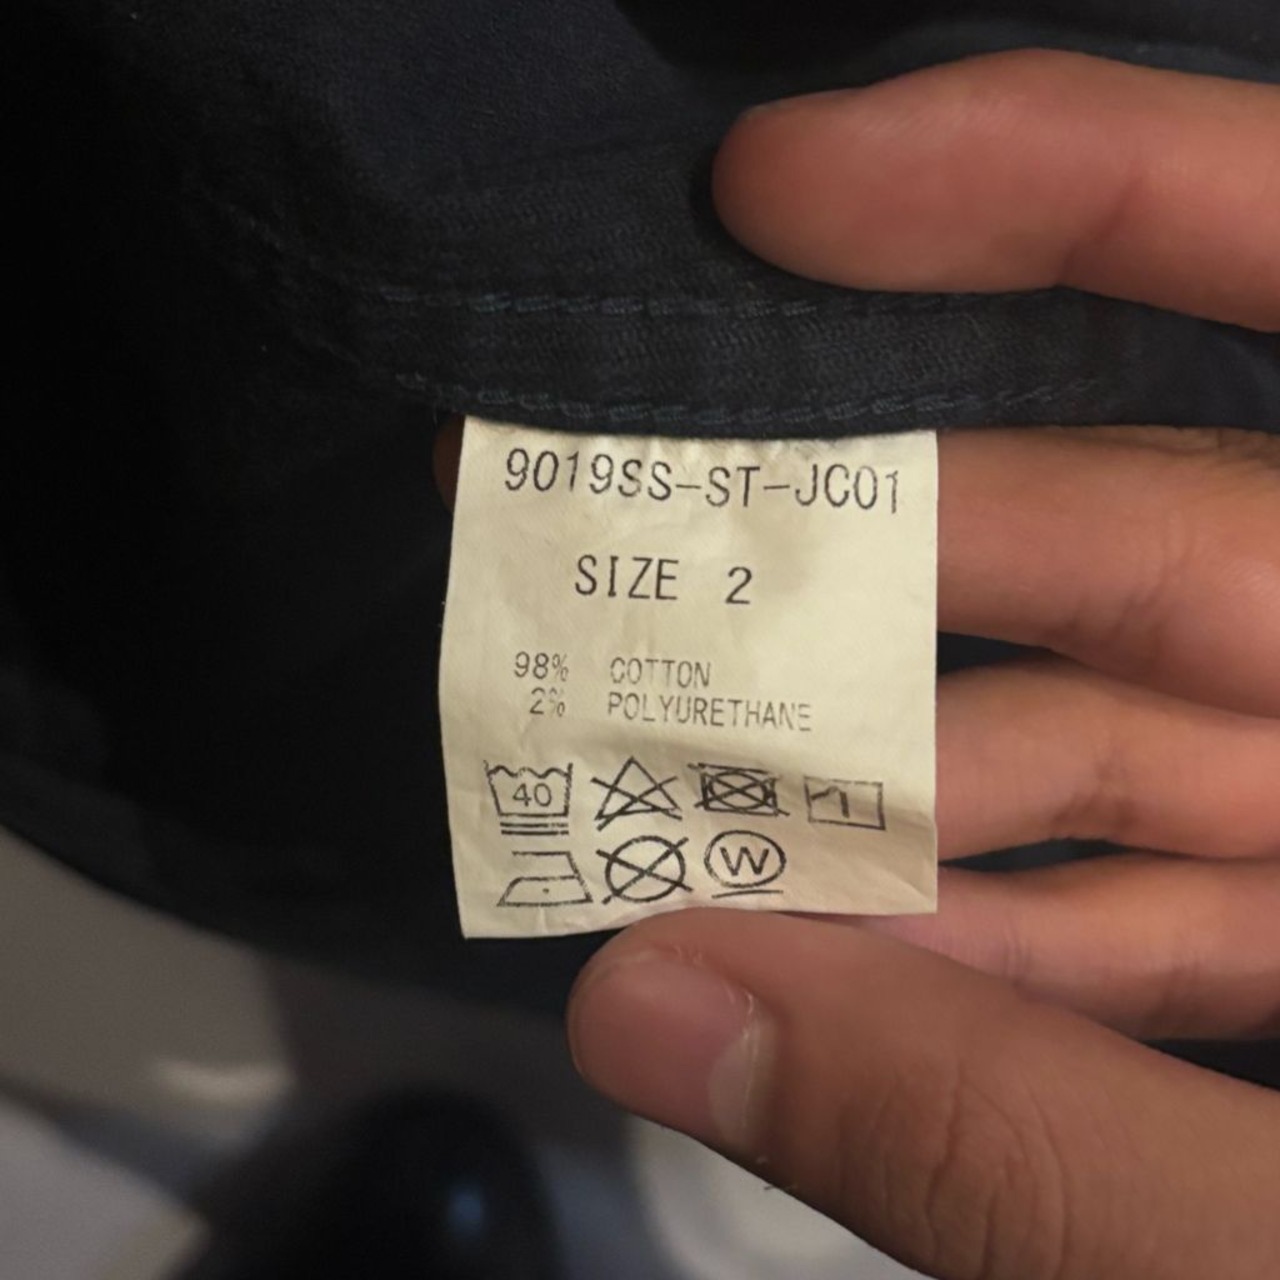 9019SS-ST-JC01
SIZE 2
98% COTTON
2% POLYURETHANE
40
W